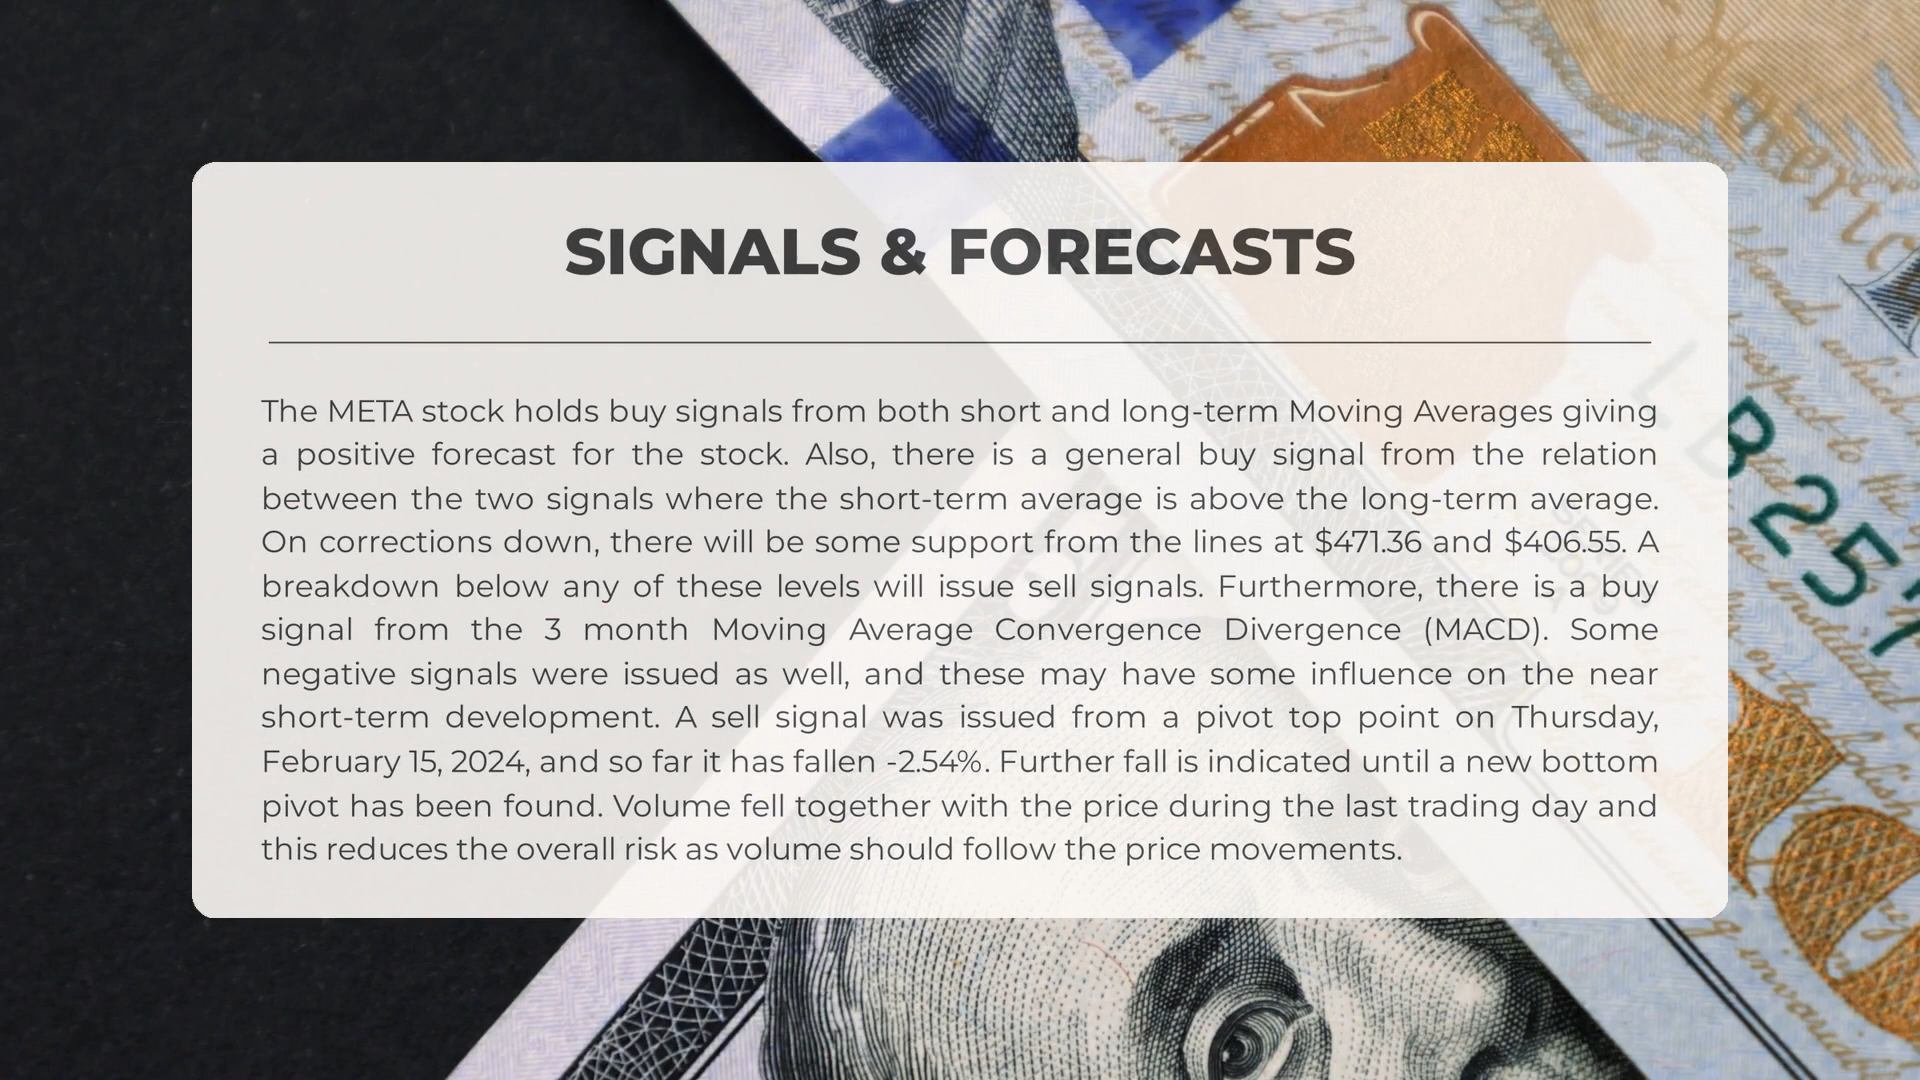 SIGNALS & FORECASTS
The META stock holds buy signals from both short and long-term Moving Averages giving
a positive forecast for the stock. Also, there is a general buy signal from the relation
between the two signals where the short-term average is above the long-term average.
On corrections down, there will be some support from the lines at $471.36 and $406.55. A
breakdown below any of these levels will issue sell signals. Furthermore, there is a buy
signal from the 3 month Moving Average Convergence Divergence (MACD). Some
negative signals were issued as well, and these may have some influence on the near
short-term development. A sell signal was issued from a pivot top point on Thursday,
February 15, 2024, and so far it has fallen -2.54%. Further fall is indicated until a new bottom
pivot has been found. Volume fell together with the price during the last trading day and
this reduces the overall risk as volume should follow the price movements.